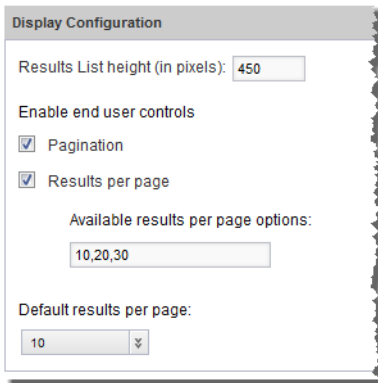 Display Configuration
Results List height (in pixels): 450
Enable end user controls
Pagination
Results per page
Available results per page options:
10,20,30
Default results per page:
10